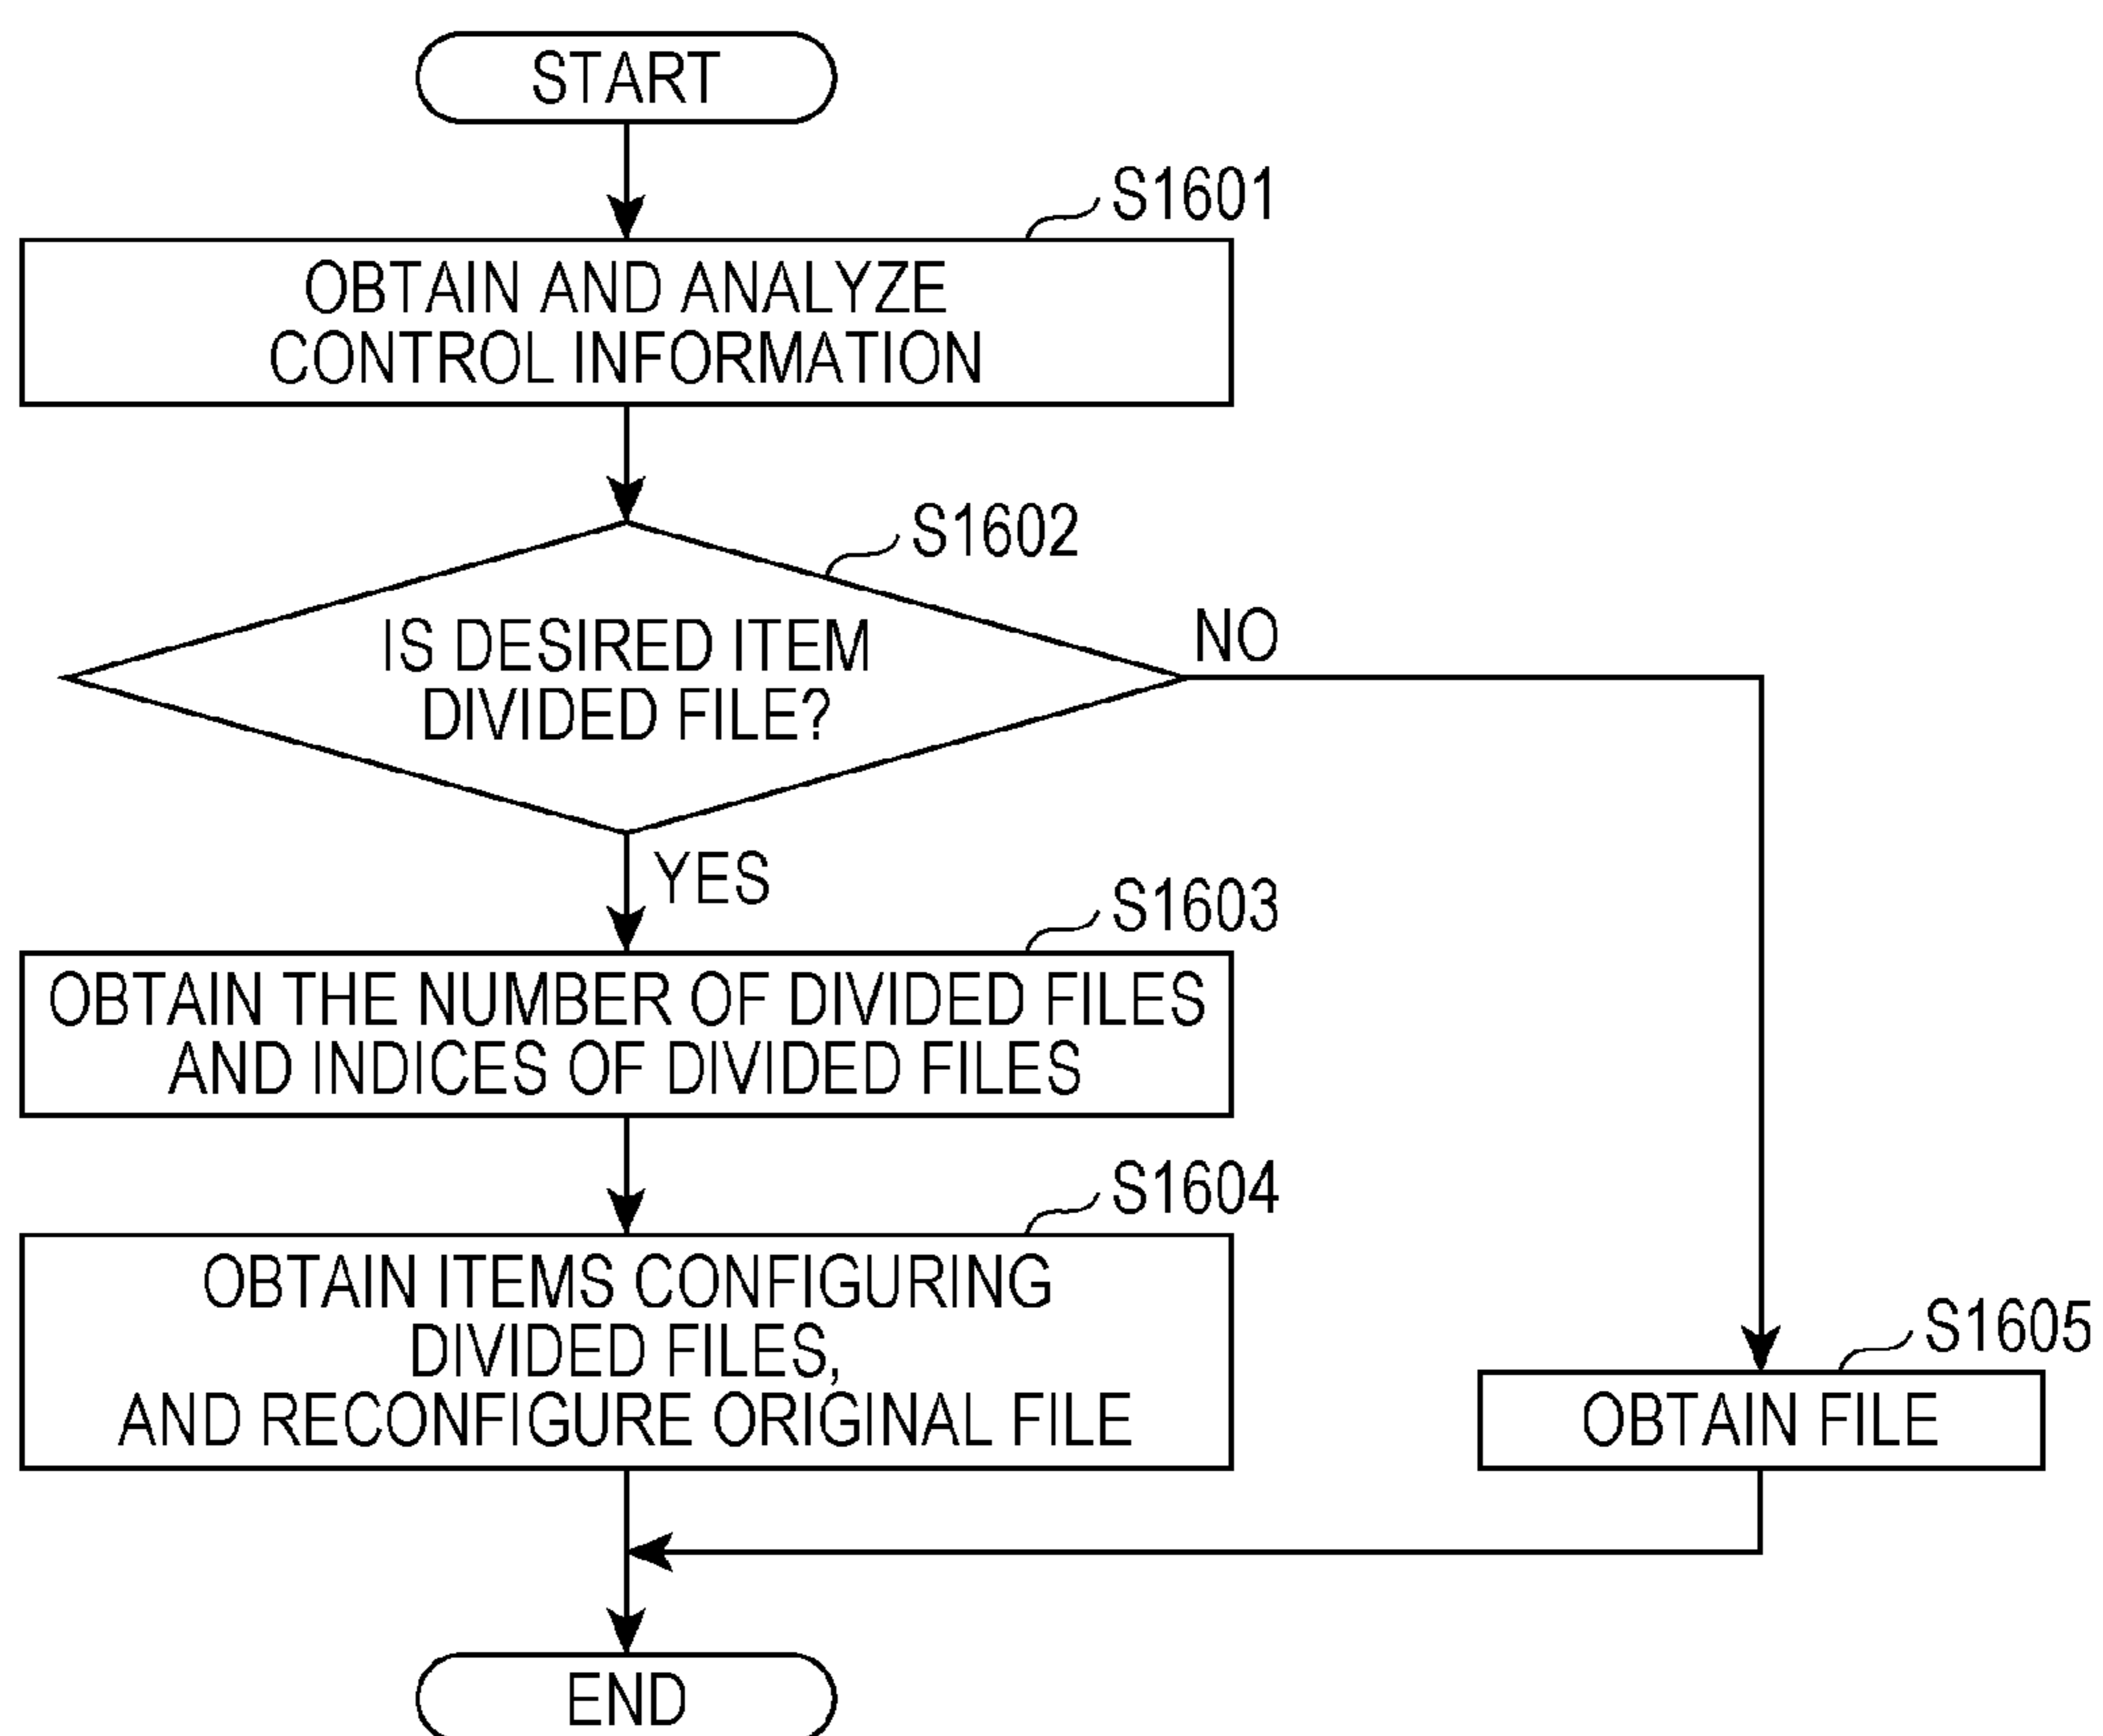 START
S1601
OBTAIN AND ANALYZE
CONTROL INFORMATION
S1602
IS DESIRED ITEM
DIVIDED FILE?
NO
YES
S1603
OBTAIN THE NUMBER OF DIVIDED FILES
AND INDICES OF DIVIDED FILES
S1604
OBTAIN ITEMS CONFIGURING
DIVIDED FILES,
AND RECONFIGURE ORIGINAL FILE
S1605
OBTAIN FILE
END